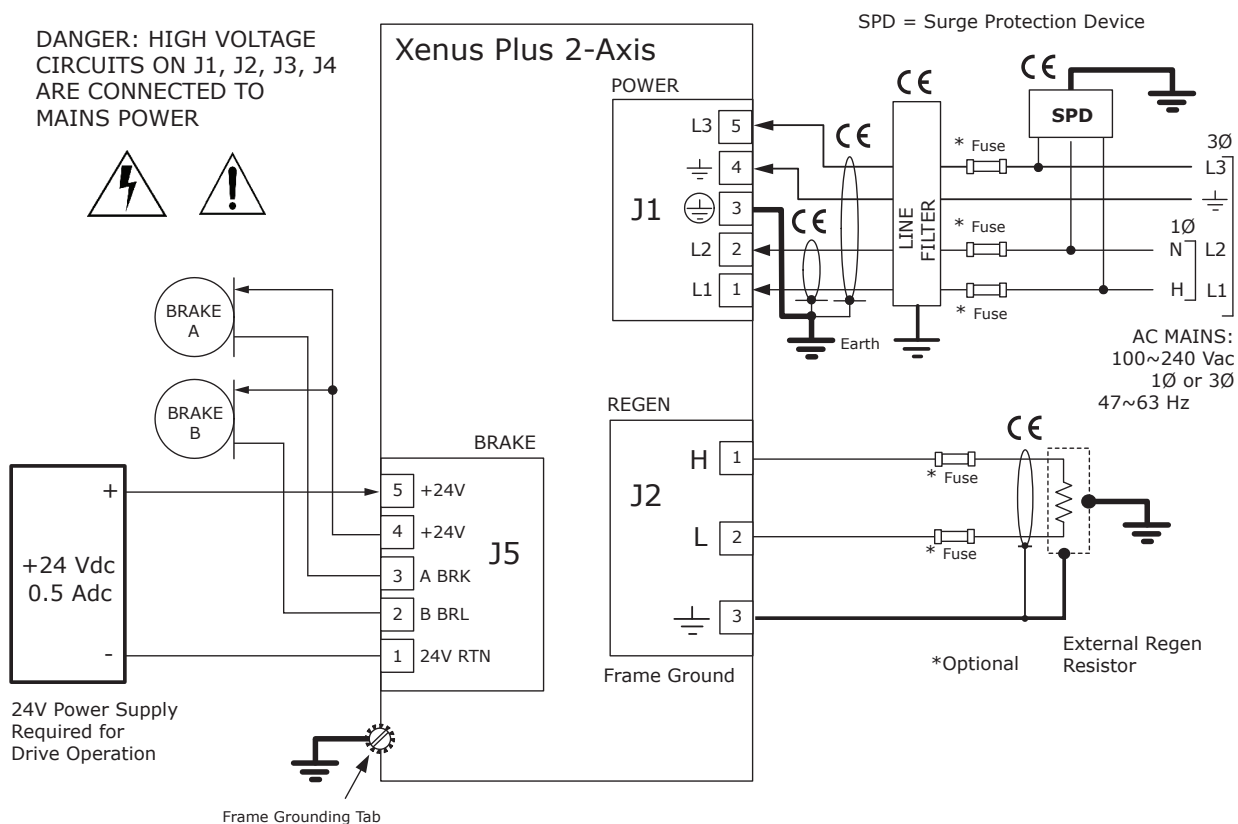 SPD = Surge Protection Device
DANGER: HIGH VOLTAGE
CIRCUITS ON J1, J2, J3, J4
ARE CONNECTED TO
MAINS POWER
Xenus Plus 2-Axis
POWER
J1
L3 5
4
3
L2 2
L1 1
CE
CE
CE
CE
LINE
FILTER
SPD
* Fuse
* Fuse
* Fuse
3Ø
L3
1Ø
N L2
H L1
Earth
AC MAINS:
100~240 Vac
1Ø or 3Ø
47~63 Hz
BRAKE
A
BRAKE
B
+
+24 Vdc
0.5 Adc
-
24V Power Supply
Required for
Drive Operation
BRAKE
J5
5 +24V
4 +24V
3 A BRK
2 B BRL
1 24V RTN
Frame Grounding Tab
REGEN
J2
H 1
L 2
3
Frame Ground
* Fuse
* Fuse
CE
*Optional
External Regen
Resistor